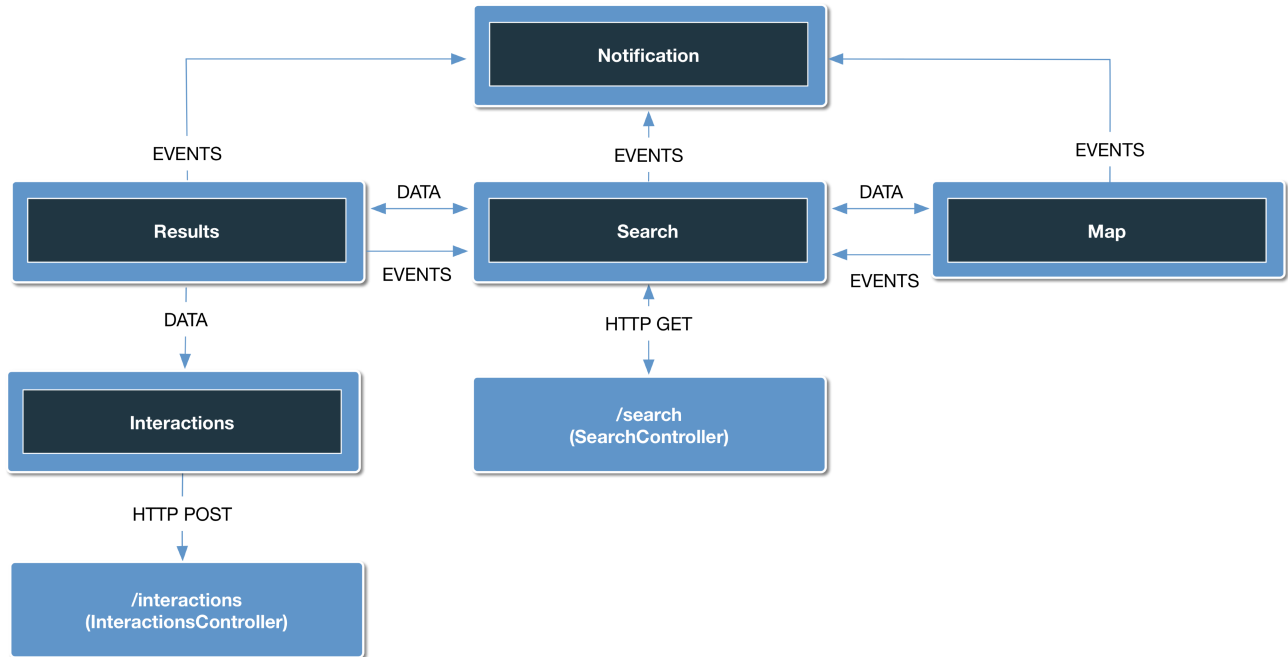 Notification
EVENTS
EVENTS
EVENTS
Results
DATA
Search
DATA
Map
EVENTS
EVENTS
DATA
HTTP GET
Interactions
/search
(SearchController)
HTTP POST
/interactions
(InteractionsController)